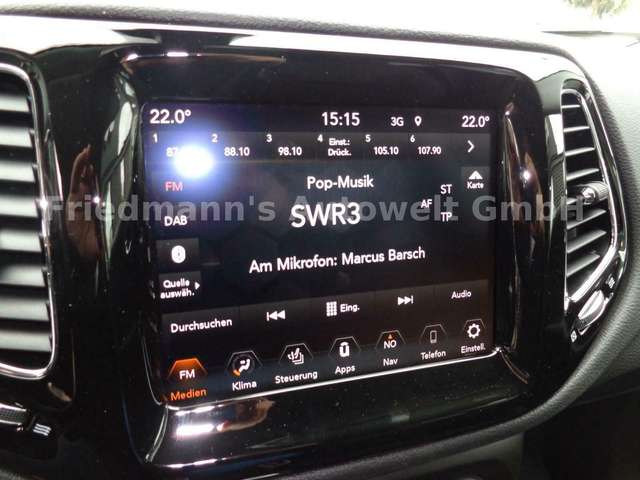 22.0° 15:15 3G 22.0°
1 2 3 4 5 6
88.10 98.10 Einst.- Drück. 105.10 107.90
FM Pop-Musik ST Karte
Friedmann's Autowelt GmbH
DAB SWR3 AF TP
Am Mikrofon: Marcus Barsch
Quelle
auswäh.
Durchsuchen Eing. Audio
FM NO
Medien Klima Steuerung Apps Nav Telefon Einstell.